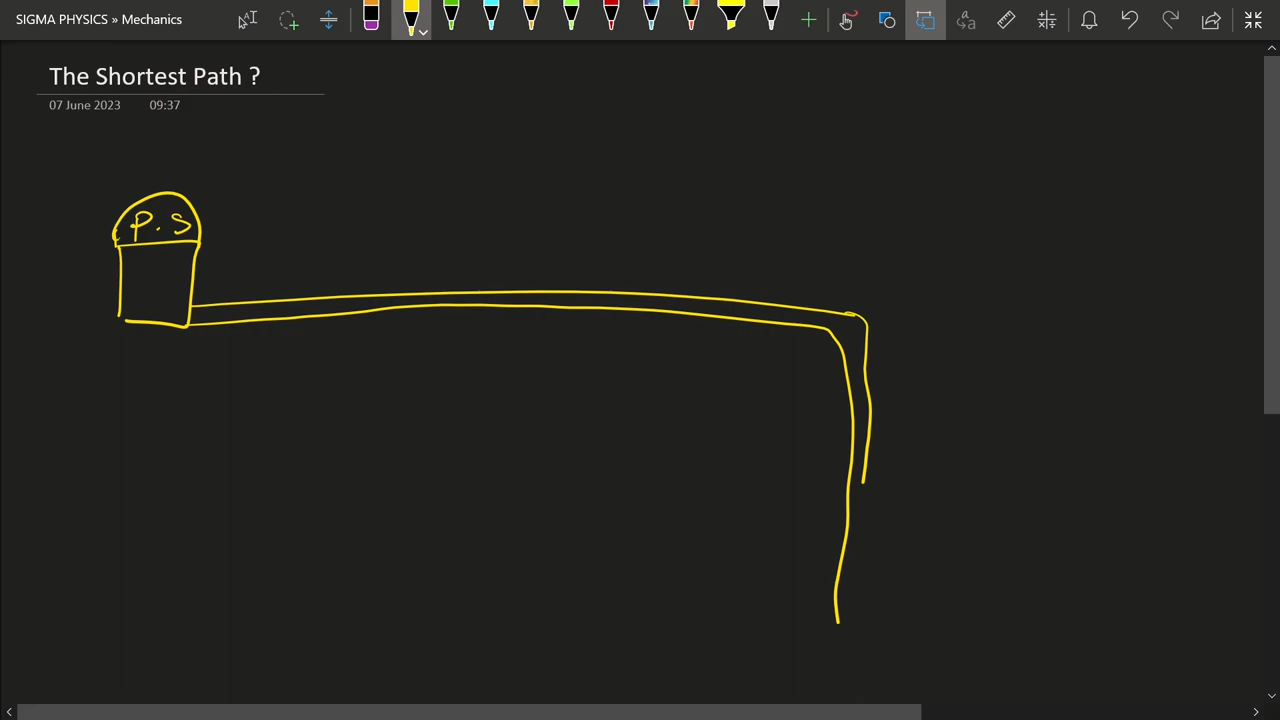 SIGMA PHYSICS » Mechanics
The Shortest Path ?
07 June 2023 09:37
P.S